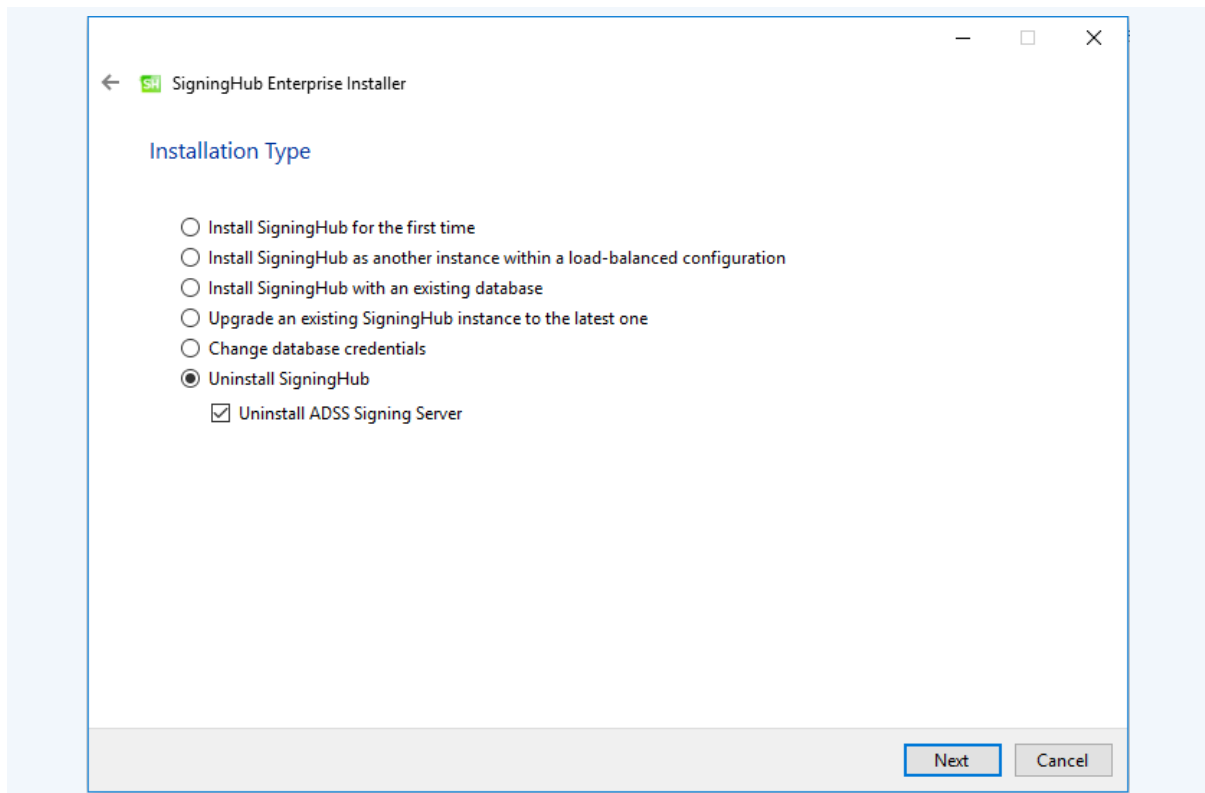 SH SigningHub Enterprise Installer
Installation Type
Install SigningHub for the first time
Install SigningHub as another instance within a load-balanced configuration
Install SigningHub with an existing database
Upgrade an existing SigningHub instance to the latest one
Change database credentials
Uninstall SigningHub
Uninstall ADSS Signing Server
Next Cancel